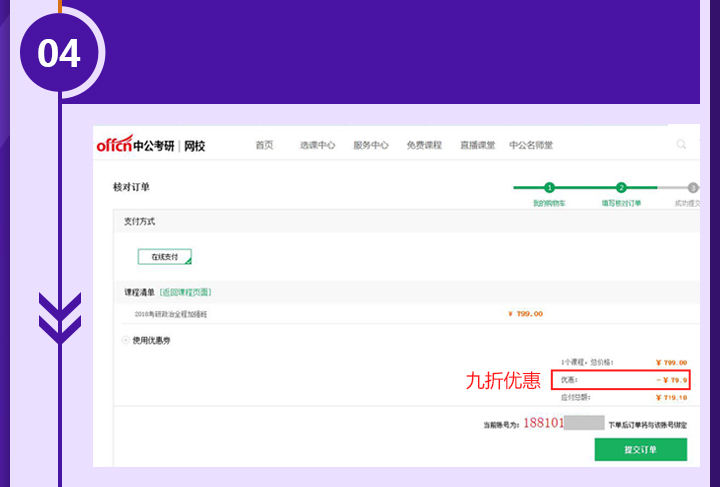 04
offcn中公考研 | 网校
首页 选课中心 服务中心 免费课程 直播课堂 中公名师堂
核对订单
1 2 3
我的购物车 填写核对订单 成功提交
支付方式
在线支付
课程清单 [返回课程页面]
2018考研政治全程加强班 ¥ 799.00
使用优惠券
1个课程，总价格： ¥ 799.00
九折优惠 优惠： - ¥ 79.9
应付总额： ¥ 719.10
当前账号为：188101 下单后订单将与该账号绑定
提交订单